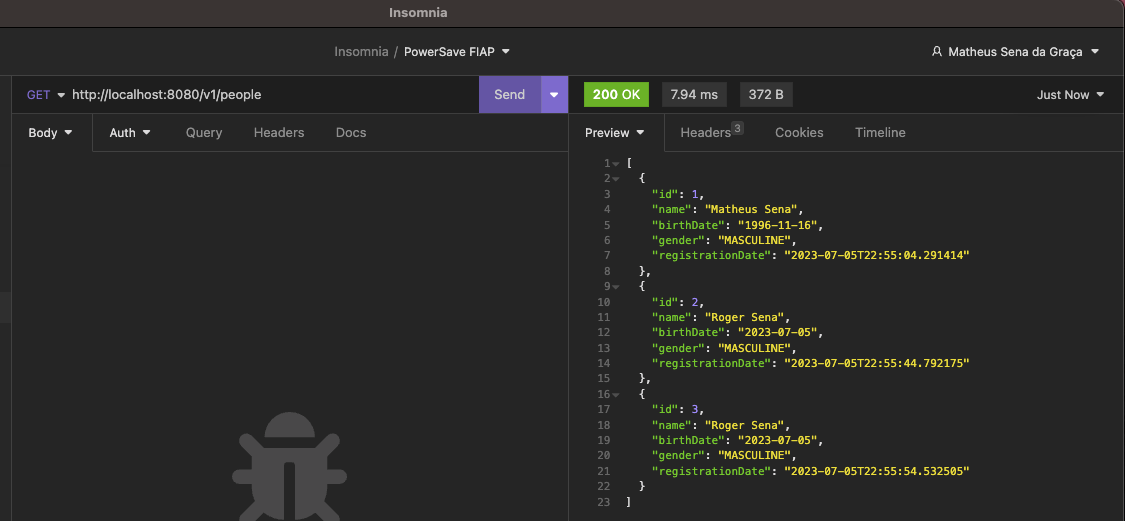 Insomnia
Insomnia / PowerSave FIAP
Matheus Sena da Graça
GET http://localhost:8080/v1/people Send
200 OK 7.94 ms 372 B Just Now
Body Auth Query Headers Docs
Preview Headers 3 Cookies Timeline
1 [
2 {
3 "id": 1,
4 "name": "Matheus Sena",
5 "birthDate": "1996-11-16",
6 "gender": "MASCULINE",
7 "registrationDate": "2023-07-05T22:55:04.291414"
8 },
9 {
10 "id": 2,
11 "name": "Roger Sena",
12 "birthDate": "2023-07-05",
13 "gender": "MASCULINE",
14 "registrationDate": "2023-07-05T22:55:44.792175"
15 },
16 {
17 "id": 3,
18 "name": "Roger Sena",
19 "birthDate": "2023-07-05",
20 "gender": "MASCULINE",
21 "registrationDate": "2023-07-05T22:55:54.532505"
22 }
23 ]